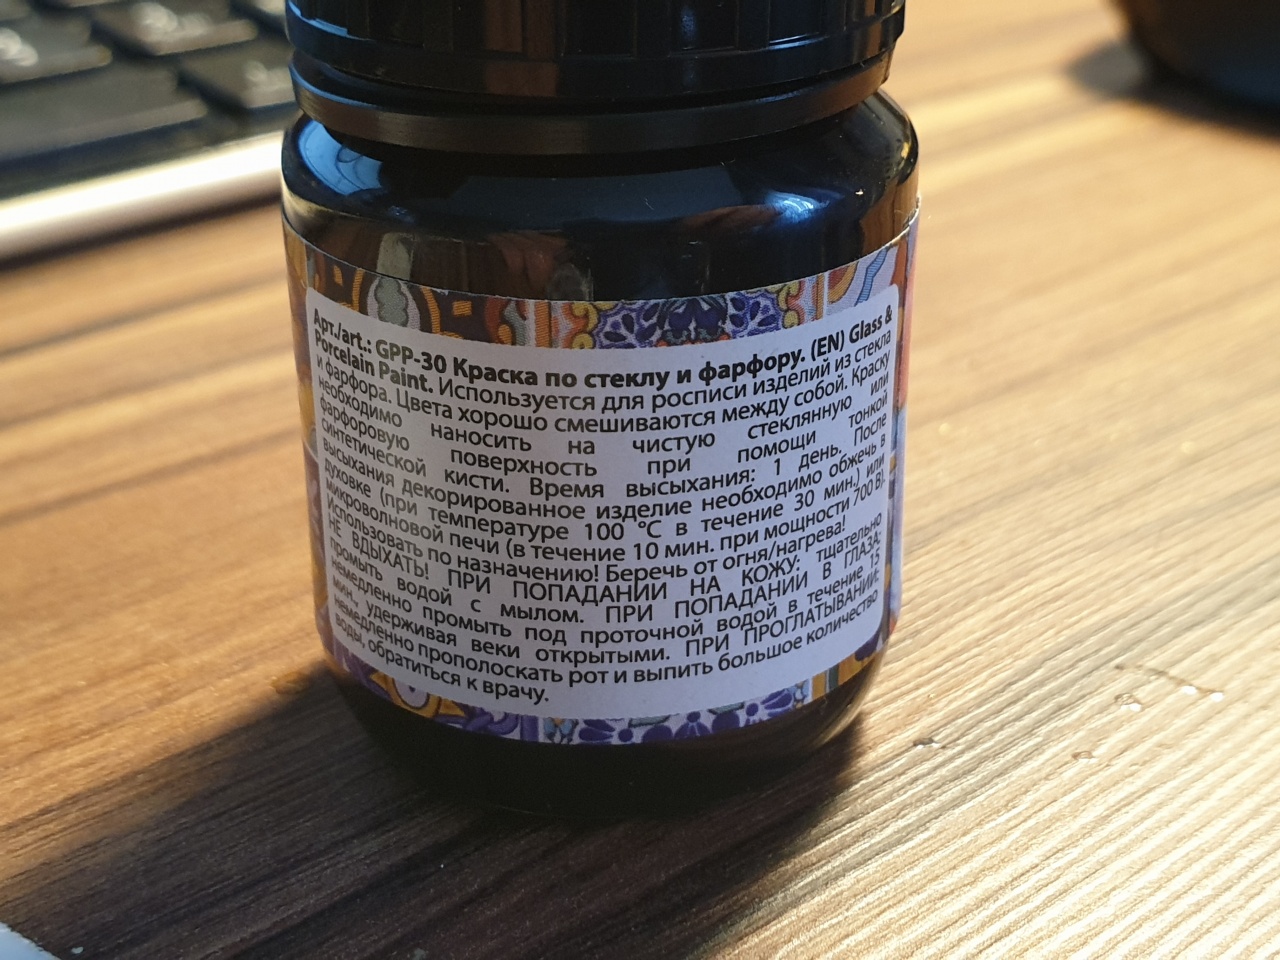 Арт./art.: GPP-30 Краска по стеклу и фарфору. (EN) Glass &
Porcelain Paint. Используется для росписи изделий из стекла
и фарфора. Цвета хорошо смешиваются между собой. Краску
необходимо наносить на чистую стеклянную или
фарфоровую поверхность при помощи тонкой
синтетической кисти. Время высыхания: 1 день. После
высыхания декорированное изделие необходимо обжечь в
духовке (при температуре 100 °C в течение 30 мин.) или
микроволновой печи (в течение 10 мин. при мощности 700 В).
Использовать по назначению! Беречь от огня/нагрева!
НЕ ВДЫХАТЬ! ПРИ ПОПАДАНИИ НА КОЖУ: тщательно
промыть водой с мылом. ПРИ ПОПАДАНИИ В ГЛАЗА:
немедленно промыть под проточной водой в течение 15
мин., удерживая веки открытыми. ПРИ ПРОГЛАТЫВАНИИ:
немедленно прополоскать рот и выпить большое количество
воды, обратиться к врачу.